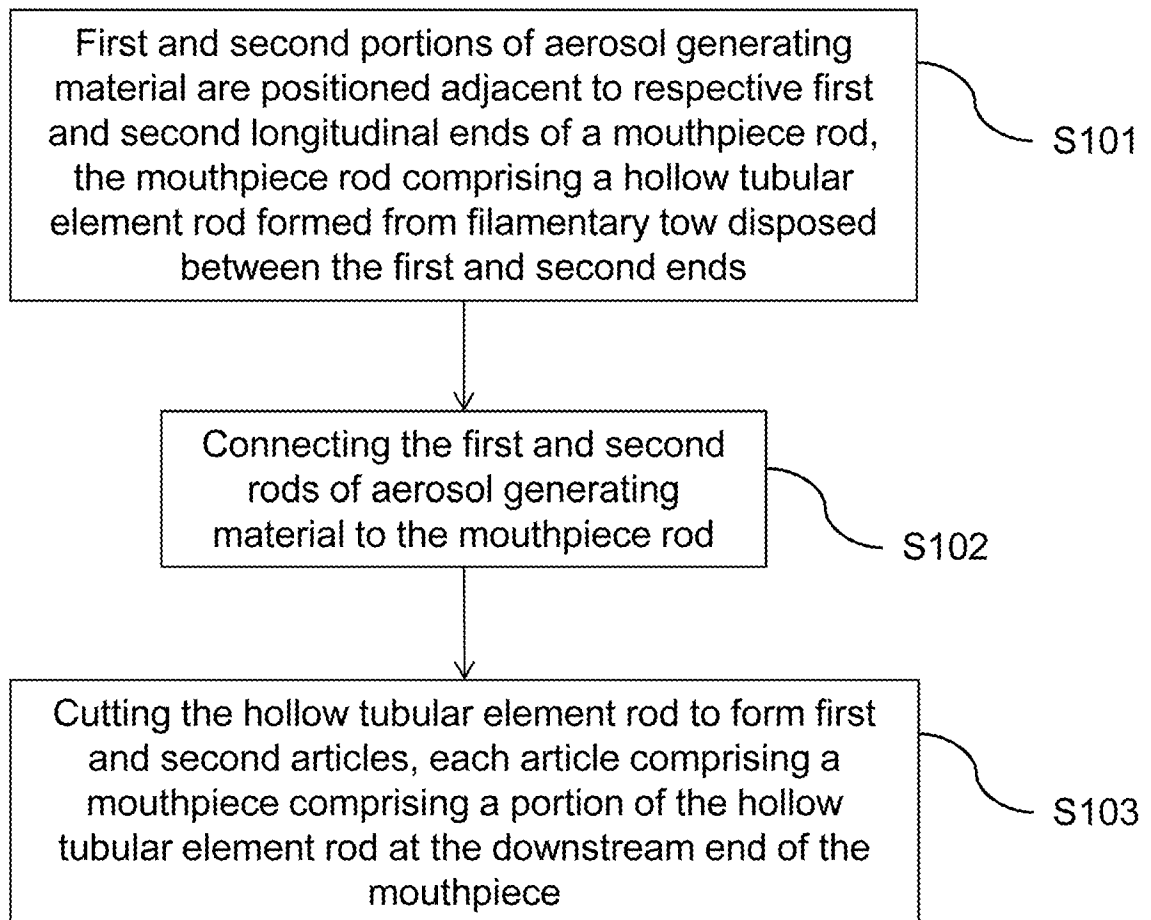 First and second portions of aerosol generating
material are positioned adjacent to respective first
and second longitudinal ends of a mouthpiece rod,
the mouthpiece rod comprising a hollow tubular
element rod formed from filamentary tow disposed
between the first and second ends
S101
Connecting the first and second
rods of aerosol generating
material to the mouthpiece rod
S102
Cutting the hollow tubular element rod to form first
and second articles, each article comprising a
mouthpiece comprising a portion of the hollow
tubular element rod at the downstream end of the
mouthpiece
S103